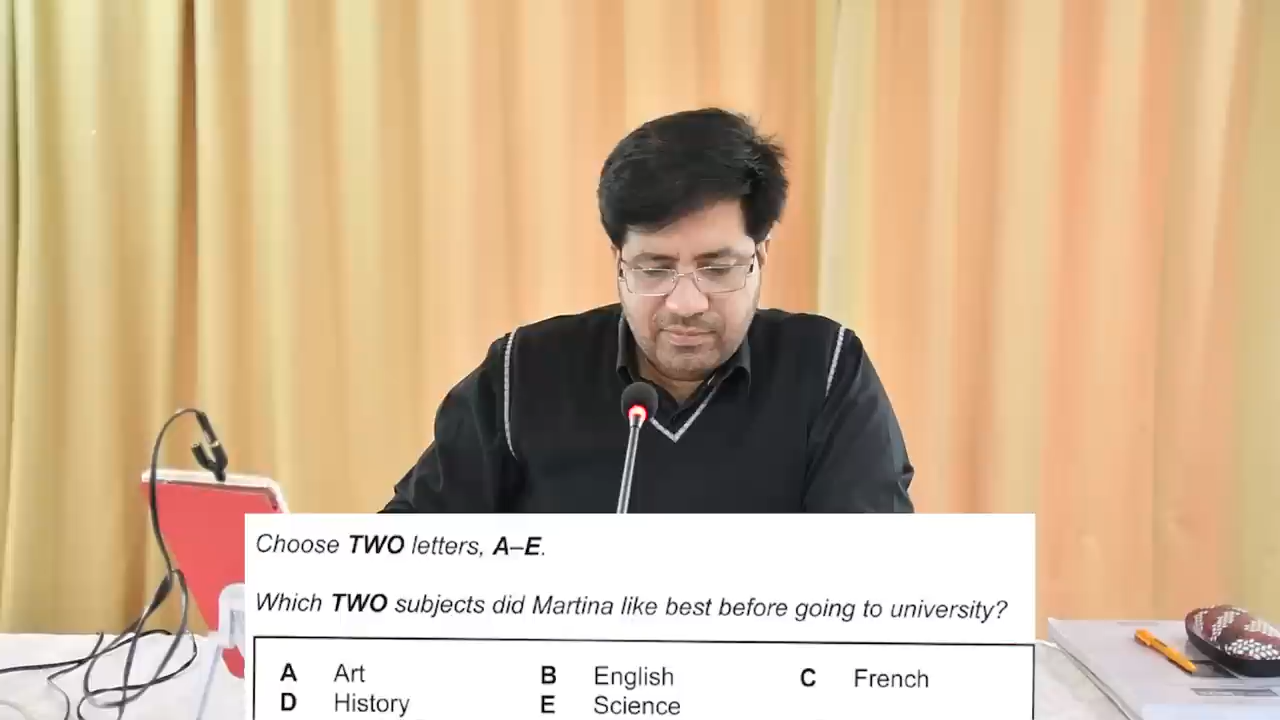 Choose TWO letters, A–E.
Which TWO subjects did Martina like best before going to university?
A Art B English C French
D History E Science